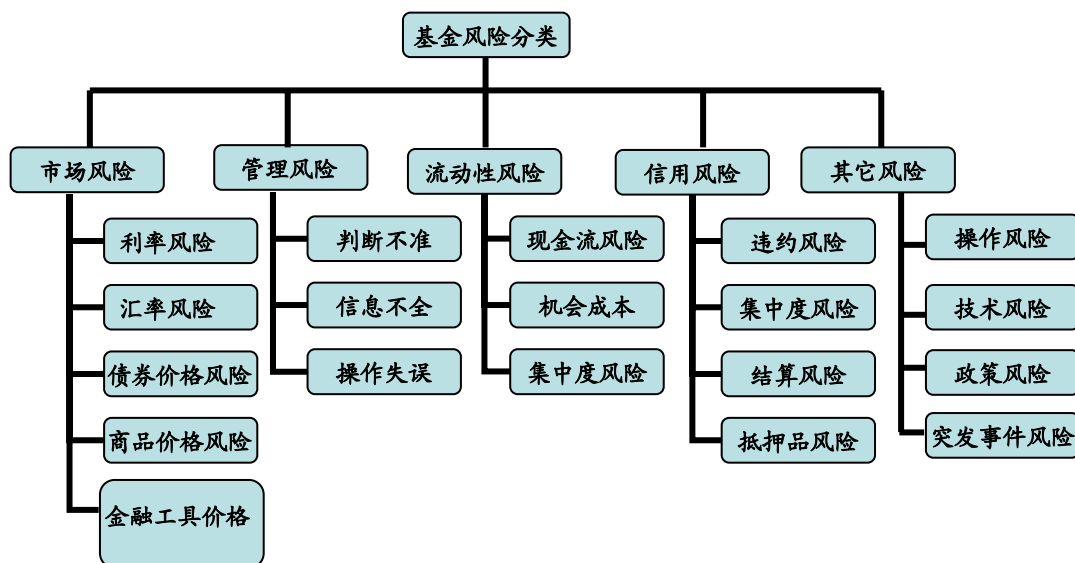 基金风险分类
市场风险
管理风险
流动性风险
信用风险
其它风险
利率风险
汇率风险
债券价格风险
商品价格风险
金融工具价格
判断不准
信息不全
操作失误
现金流风险
机会成本
集中度风险
违约风险
集中度风险
结算风险
抵押品风险
操作风险
技术风险
政策风险
突发事件风险